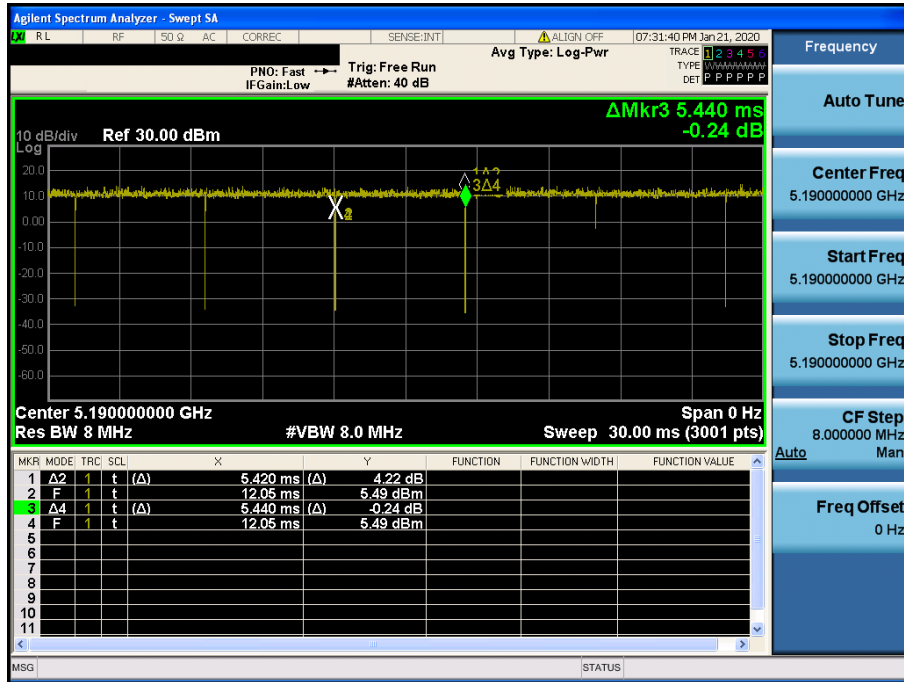 Agilent Spectrum Analyzer - Swept SA
LXI RL RF 50 Ω AC CORREC SENSE:INT ALIGN OFF 07:31:40 PM Jan 21, 2020
Frequency
Avg Type: Log-Pwr
TRACE 1 2 3 4 5 6
TYPE
DET P P P P P P
PNO: Fast
IFGain:Low
Trig: Free Run
#Atten: 40 dB
Auto Tune
ΔMkr3 5.440 ms
-0.24 dB
10 dB/div
Log
Ref 30.00 dBm
20.0
10.0
0.00
-10.0
-20.0
-30.0
-40.0
-50.0
-60.0
1Δ2
3Δ4
Center Freq
5.190000000 GHz
Start Freq
5.190000000 GHz
Stop Freq
5.190000000 GHz
CF Step
8.000000 MHz
Auto Man
Freq Offset
0 Hz
Center 5.190000000 GHz Span 0 Hz
Res BW 8 MHz #VBW 8.0 MHz Sweep 30.00 ms (3001 pts)
MKR MODE TRC SCL X Y FUNCTION FUNCTION WIDTH FUNCTION VALUE
1 Δ2 1 t (Δ) 5.420 ms (Δ) 4.22 dB
2 F 1 t 12.05 ms 5.49 dBm
3 Δ4 1 t (Δ) 5.440 ms (Δ) -0.24 dB
4 F 1 t 12.05 ms 5.49 dBm
5
6
7
8
9
10
11
MSG STATUS